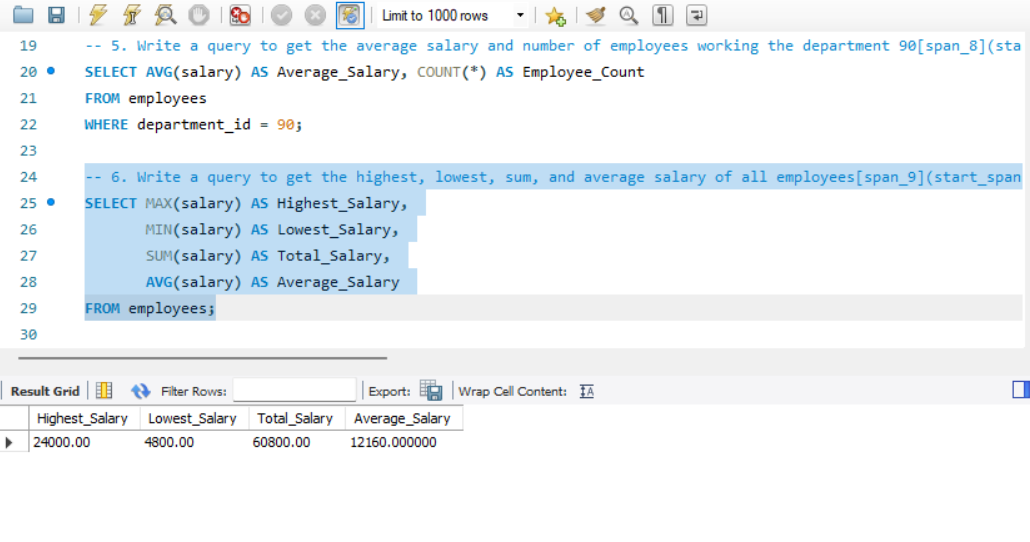 Limit to 1000 rows
19 -- 5. Write a query to get the average salary and number of employees working the department 90[span_8](sta
20 SELECT AVG(salary) AS Average_Salary, COUNT(*) AS Employee_Count
21 FROM employees
22 WHERE department_id = 90;
23
24 -- 6. Write a query to get the highest, lowest, sum, and average salary of all employees[span_9](start_span
25 SELECT MAX(salary) AS Highest_Salary,
26 MIN(salary) AS Lowest_Salary,
27 SUM(salary) AS Total_Salary,
28 AVG(salary) AS Average_Salary
29 FROM employees;
30
Result Grid Filter Rows: Export: Wrap Cell Content:
Highest_Salary Lowest_Salary Total_Salary Average_Salary
24000.00 4800.00 60800.00 12160.000000